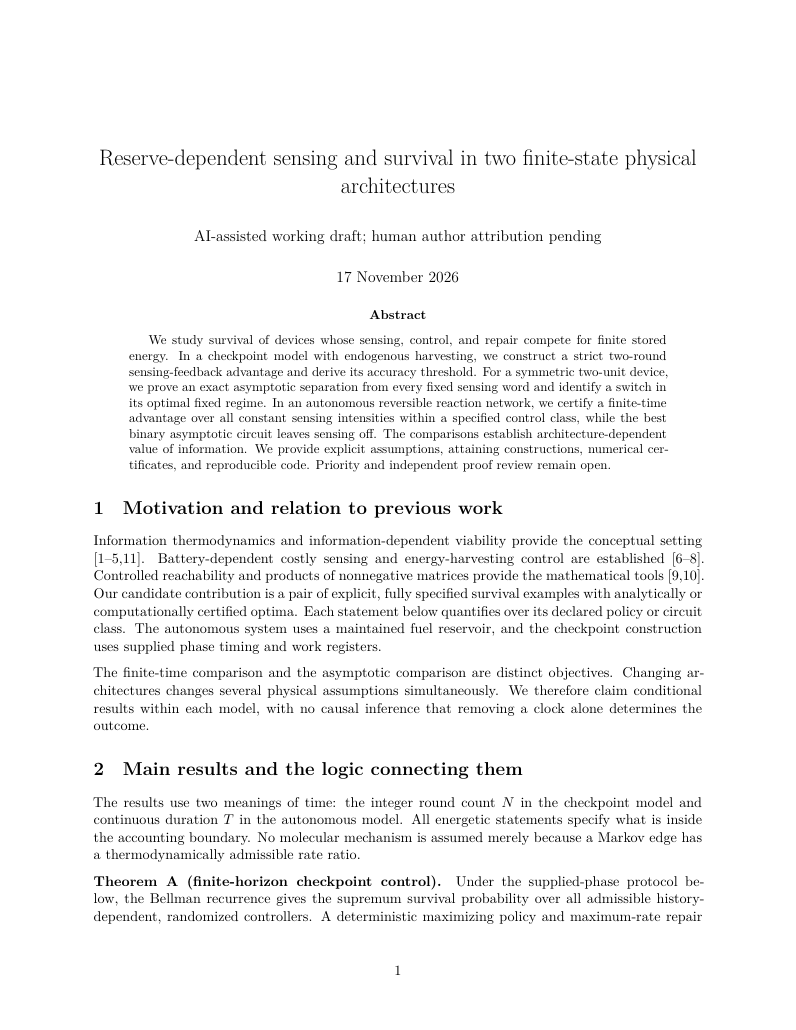 Reserve-dependent sensing and survival in two finite-state physical
architectures
AI-assisted working draft; human author attribution pending
17 November 2026
Abstract
We study survival of devices whose sensing, control, and repair compete for finite stored
energy. In a checkpoint model with endogenous harvesting, we construct a strict two-round
sensing-feedback advantage and derive its accuracy threshold. For a symmetric two-unit device,
we prove an exact asymptotic separation from every fixed sensing word and identify a switch in
its optimal fixed regime. In an autonomous reversible reaction network, we certify a finite-time
advantage over all constant sensing intensities within a specified control class, while the best
binary asymptotic circuit leaves sensing off. The comparisons establish architecture-dependent
value of information. We provide explicit assumptions, attaining constructions, numerical cer-
tificates, and reproducible code. Priority and independent proof review remain open.
1 Motivation and relation to previous work
Information thermodynamics and information-dependent viability provide the conceptual setting
[1–5,11]. Battery-dependent costly sensing and energy-harvesting control are established [6–8].
Controlled reachability and products of nonnegative matrices provide the mathematical tools [9,10].
Our candidate contribution is a pair of explicit, fully specified survival examples with analytically or
computationally certified optima. Each statement below quantifies over its declared policy or circuit
class. The autonomous system uses a maintained fuel reservoir, and the checkpoint construction
uses supplied phase timing and work registers.
The finite-time comparison and the asymptotic comparison are distinct objectives. Changing ar-
chitectures changes several physical assumptions simultaneously. We therefore claim conditional
results within each model, with no causal inference that removing a clock alone determines the
outcome.
2 Main results and the logic connecting them
The results use two meanings of time: the integer round count N in the checkpoint model and
continuous duration T in the autonomous model. All energetic statements specify what is inside
the accounting boundary. No molecular mechanism is assumed merely because a Markov edge has
a thermodynamically admissible rate ratio.
Theorem A (finite-horizon checkpoint control). Under the supplied-phase protocol be-
low, the Bellman recurrence gives the supremum survival probability over all admissible history-
dependent, randomized controllers. A deterministic maximizing policy and maximum-rate repair
1